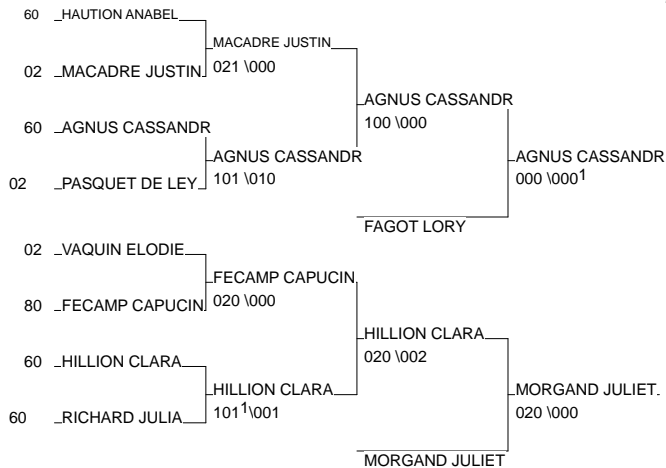 60 HAUTION ANABEL
MACADRE JUSTIN
021 \000
02 MACADRE JUSTIN
AGNUS CASSANDR
100 \000
60 AGNUS CASSANDR
AGNUS CASSANDR
101 \010
AGNUS CASSANDR
000 \000¹
02 PASQUET DE LEY
FAGOT LORY
02 VAQUIN ELODIE
FECAMP CAPUCIN
020 \000
80 FECAMP CAPUCIN
HILLION CLARA
020 \002
60 HILLION CLARA
HILLION CLARA
101¹\001
MORGAND JULIET
020 \000
60 RICHARD JULIA
MORGAND JULIET